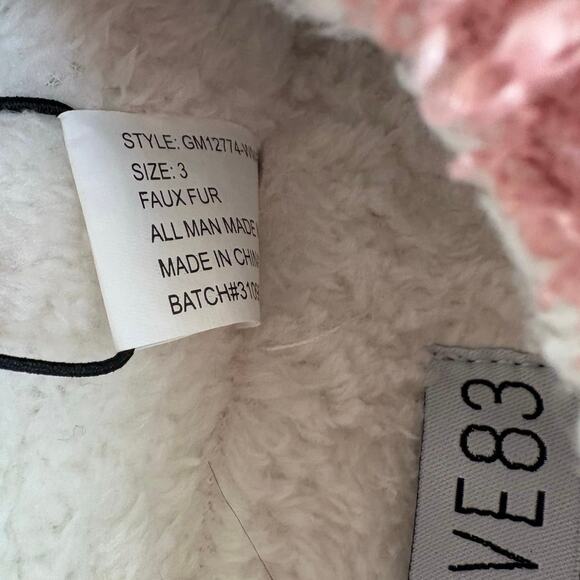 STYLE: GM12774-
SIZE: 3
FAUX FUR
ALL MAN MADE
MADE IN CHIN
BATCH#310
VE83